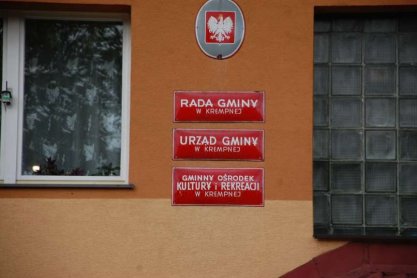 RADA GMINY
W KREMPNEJ
URZĄD GMINY
W KREMPNEJ
GMINNY OŚRODEK
KULTURY i REKREACJI
W KREMPNEJ